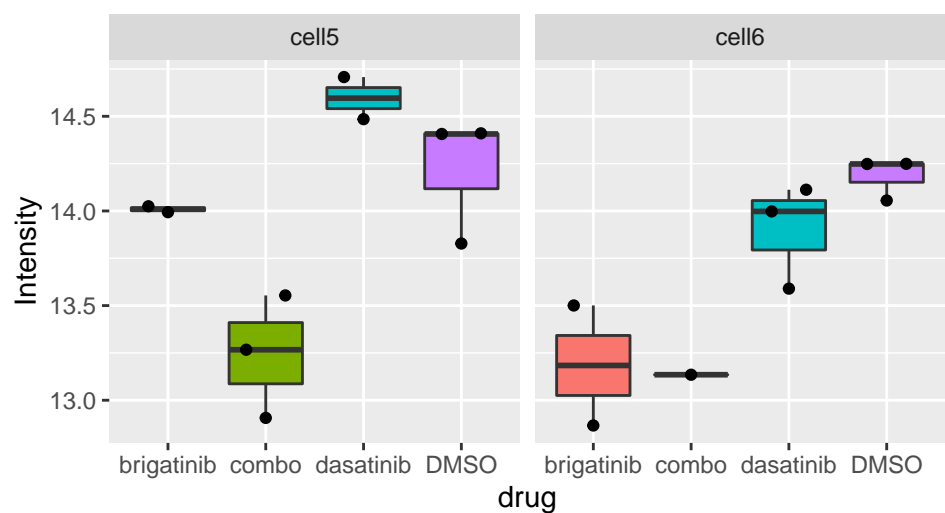 cell5 cell6
14.5
14.0
13.5
13.0
Intensity
brigatinib combo dasatinib DMSO brigatinib combo dasatinib DMSO
drug